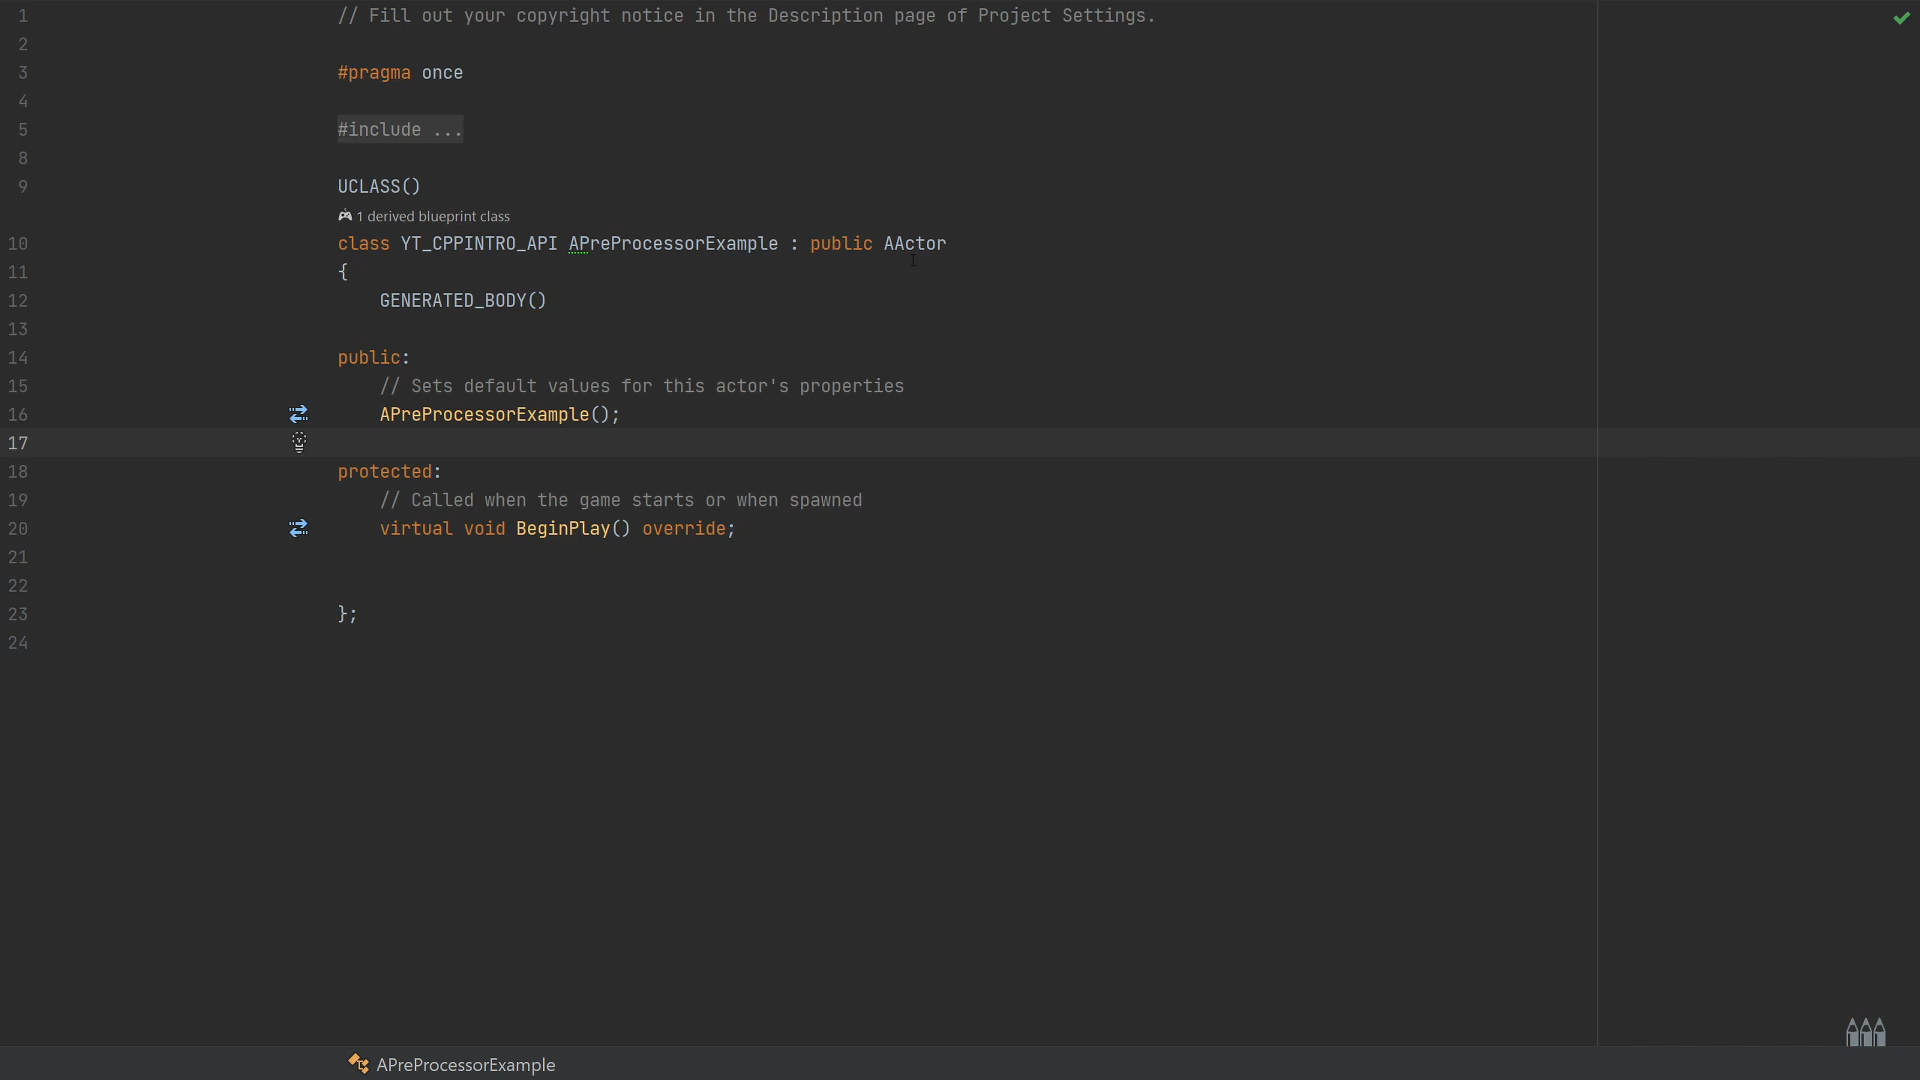 1 // Fill out your copyright notice in the Description page of Project Settings.
2
3 #pragma once
4
5 #include ...
8
9 UCLASS()
1 derived blueprint class
10 class YT_CPPINTRO_API APreProcessorExample : public AActor
11 {
12 GENERATED_BODY()
13
14 public:
15 // Sets default values for this actor's properties
16 APreProcessorExample();
17
18 protected:
19 // Called when the game starts or when spawned
20 virtual void BeginPlay() override;
21
22
23 };
24
APreProcessorExample